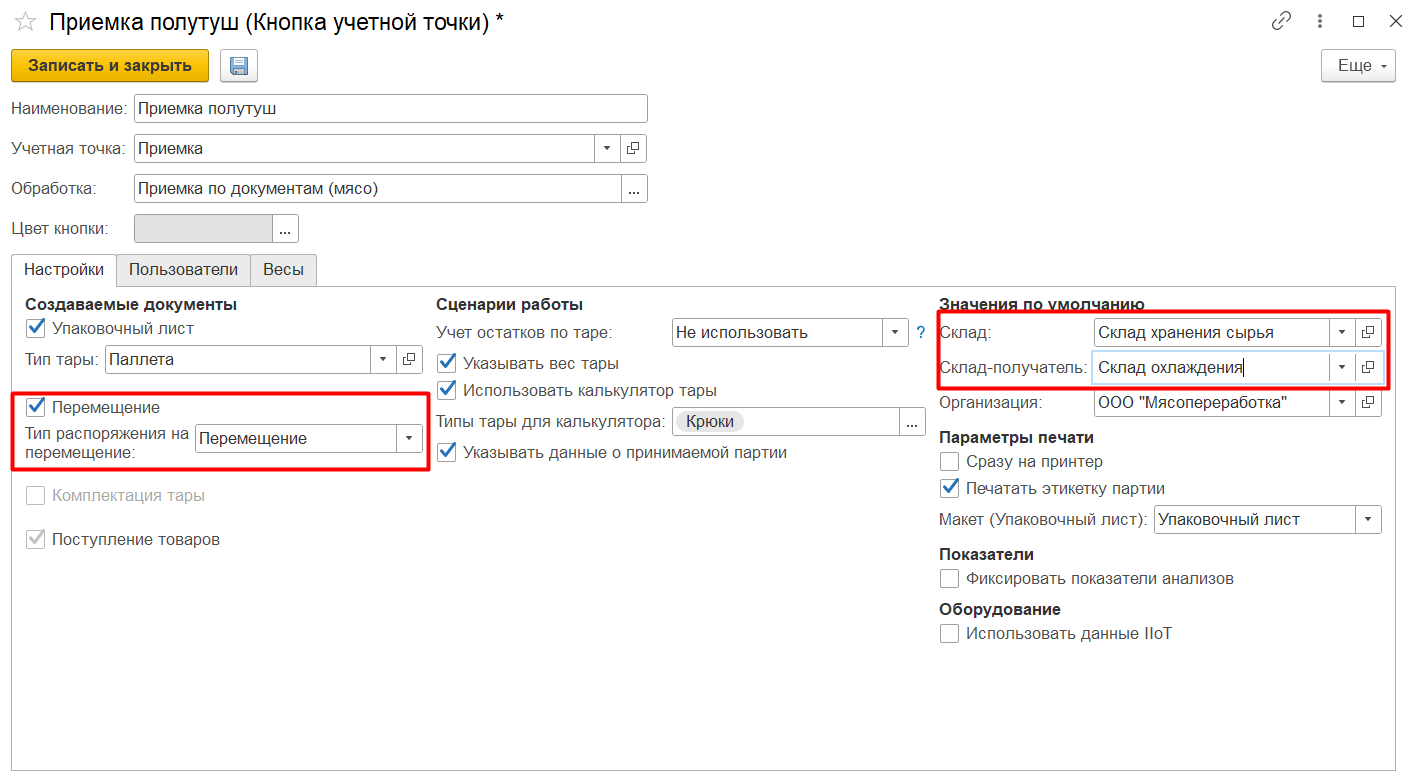 Приемка полутуш (Кнопка учетной точки) *
Записать и закрыть
Еще
Наименование: Приемка полутуш
Учетная точка: Приемка
Обработка: Приемка по документам (мясо) ...
Цвет кнопки: ...
Настройки Пользователи Весы
Создаваемые документы
Упаковочный лист
Тип тары: Паллета
Перемещение
Тип распоряжения на
перемещение:
Перемещение
Комплектация тары
Поступление товаров
Сценарии работы
Учет остатков по таре: Не использовать ?
Указывать вес тары
Использовать калькулятор тары
Типы тары для калькулятора: Крюки ...
Указывать данные о принимаемой партии
Значения по умолчанию
Склад: Склад хранения сырья
Склад-получатель: Склад охлаждения
Организация: ООО "Мясопереработка"
Параметры печати
Сразу на принтер
Печатать этикетку партии
Макет (Упаковочный лист): Упаковочный лист
Показатели
Фиксировать показатели анализов
Оборудование
Использовать данные IIoT